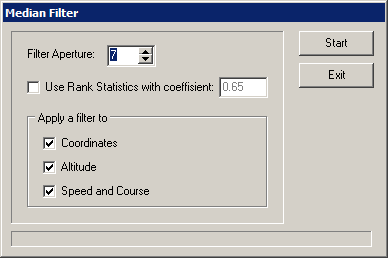 Median Filter
Filter Aperture: 7
Start
Exit
Use Rank Statistics with coeffisient: 0.65
Apply a filter to
Coordinates
Altitude
Speed and Course